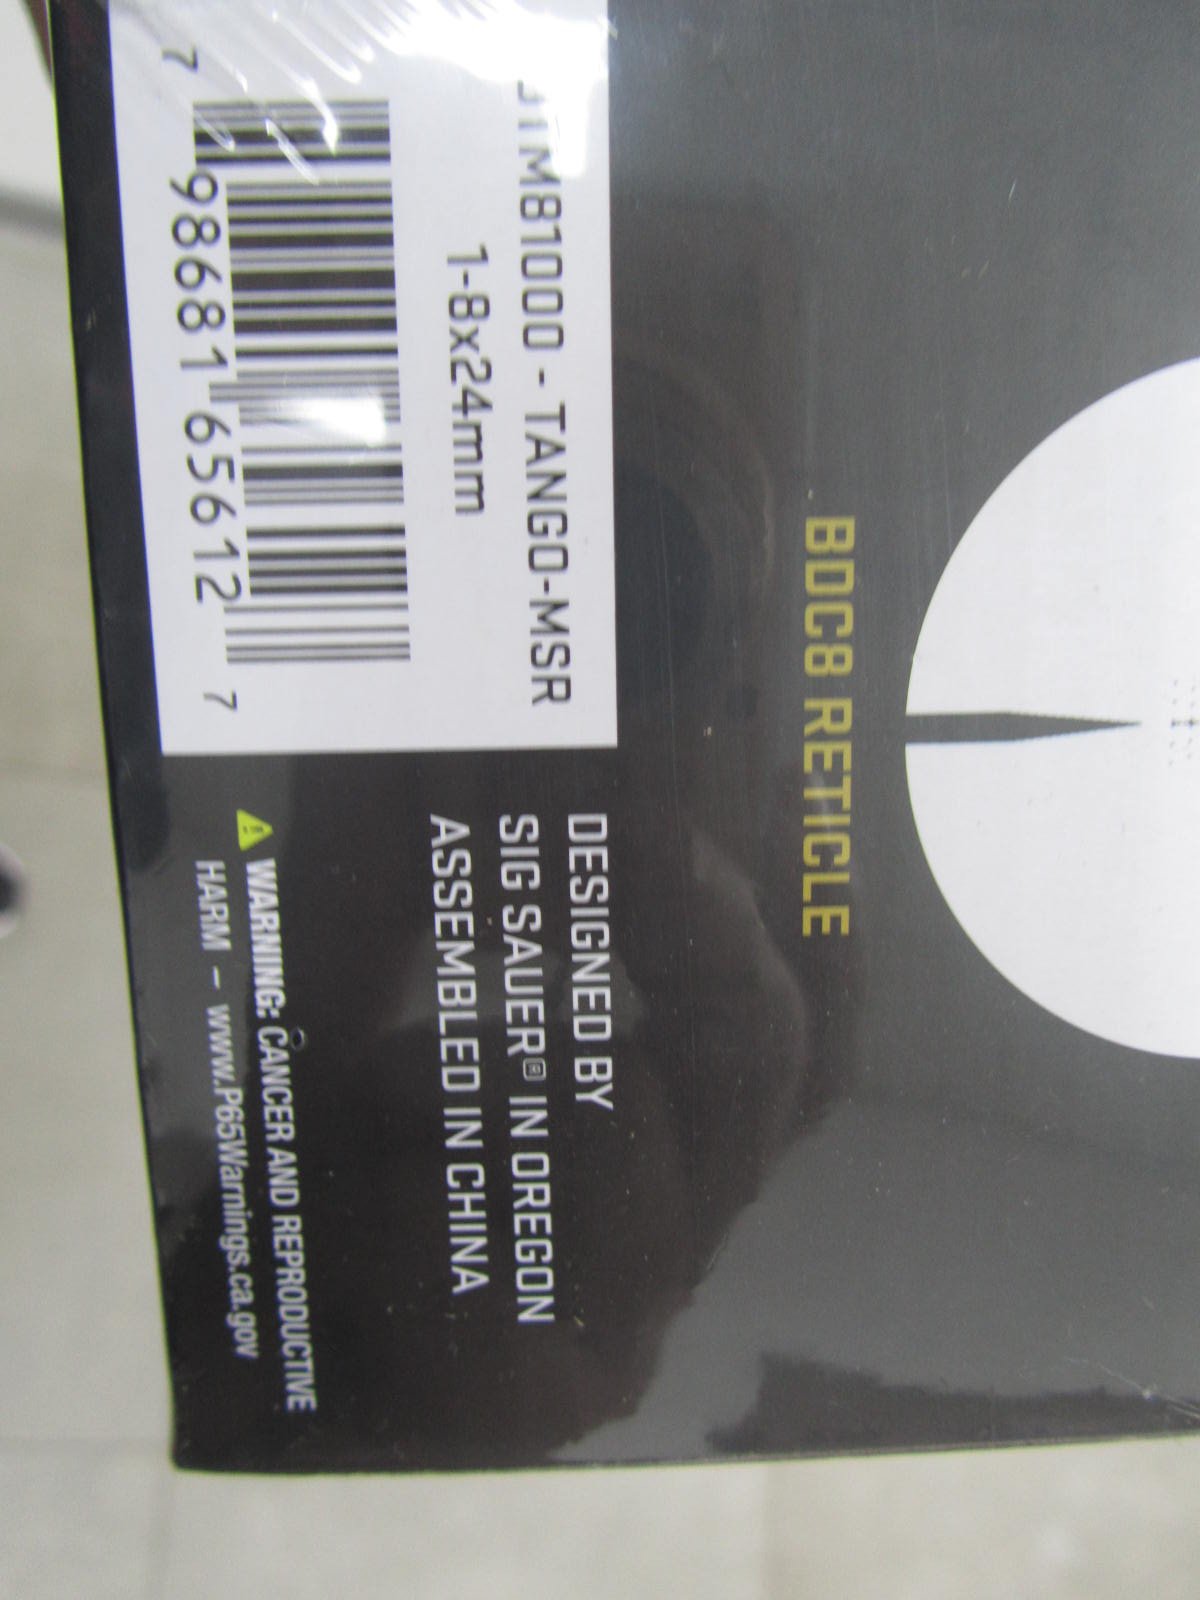 TM81000 - TANGO-MSR
1-8x24mm
7 98681 65612 7
BDC8 RETICLE
DESIGNED BY
SIG SAUER® IN OREGON
ASSEMBLED IN CHINA
WARNING: CANCER AND REPRODUCTIVE
HARM – www.P65Warnings.ca.gov